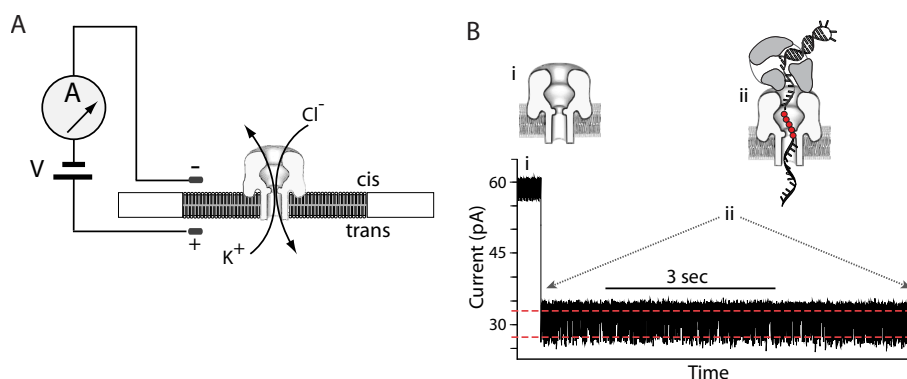 A
A
V
−
+
Cl⁻
K⁺
cis
trans
B
i
ii
i
ii
3 sec
60
45
30
Current (pA)
Time